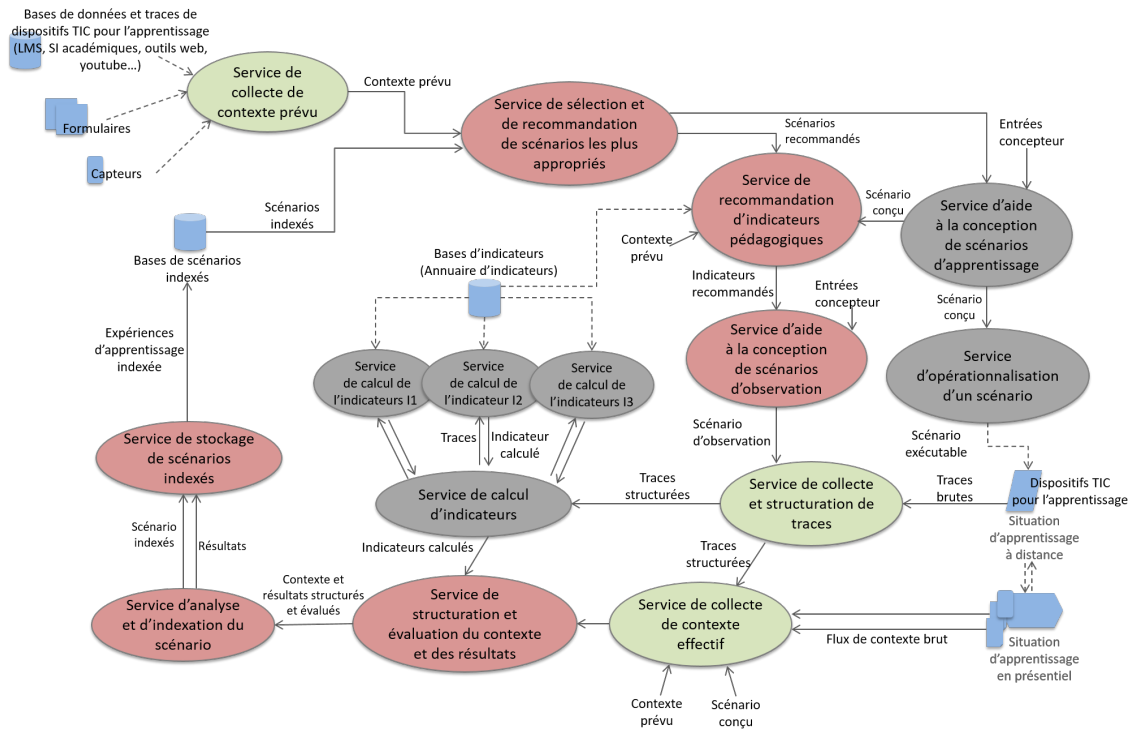 Bases de données et traces de
dispositifs TIC pour l'apprentissage
(LMS, SI académiques, outils web,
youtube...)
Formulaires
Capteurs
Service de
collecte de
contexte prévu
Contexte prévu
Service de sélection et
de recommandation
de scénarios les plus
appropriés
Scénarios
recommandés
Entrées
concepteur
Scénarios
indexés
Bases de scénarios
indexés
Service de
recommandation
d'indicateurs
pédagogiques
Scénario
conçu
Service d'aide
à la conception
de scénarios
d'apprentissage
Contexte
prévu
Bases d'indicateurs
(Annuaire d'indicateurs)
Indicateurs
recommandés
Entrées
concepteur
Scénario
conçu
Expériences
d'apprentissage
indexée
Service
de calcul de
l'indicateurs I1
Service
de calcul de
l'indicateur I2
Service
de calcul de
l'indicateurs I3
Service d'aide
à la conception
de scénarios
d'observation
Service
d'opérationnalisation
d'un scénario
Traces
Indicateur
calculé
Scénario
d'observation
Scénario
exécutable
Service de stockage
de scénarios
indexés
Service de calcul
d'indicateurs
Traces
structurées
Service de collecte
et structuration de
traces
Traces
brutes
Dispositifs TIC
pour l'apprentissage
Situation
d'apprentissage
à distance
Scénario
indexés
Résultats
Indicateurs calculés
Traces
structurées
Service d'analyse
et d'indexation du
scénario
Contexte et
résultats structurés
et évalués
Service de
structuration et
évaluation du contexte
et des résultats
Service de collecte
de contexte
effectif
Flux de contexte brut
Situation
d'apprentissage
en présentiel
Contexte
prévu
Scénario
conçu